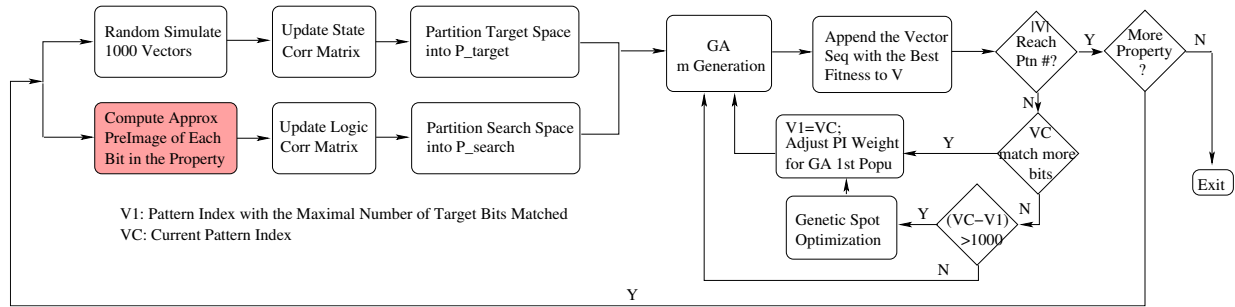 Random Simulate
1000 Vectors
Update State
Corr Matrix
Partition Target Space
into P_target
GA
m Generation
Append the Vector
Seq with the Best
Fitness to V
|V|
Reach
Ptn #?
Y
More
Property
?
N
Compute Approx
PreImage of Each
Bit in the Property
Update Logic
Corr Matrix
Partition Search Space
into P_search
N
V1=VC;
Adjust PI Weight
for GA 1st Popu
Y
VC
match more
bits
Exit
V1: Pattern Index with the Maximal Number of Target Bits Matched
VC: Current Pattern Index
Genetic Spot
Optimization
Y
N
(VC−V1)
>1000
N
Y